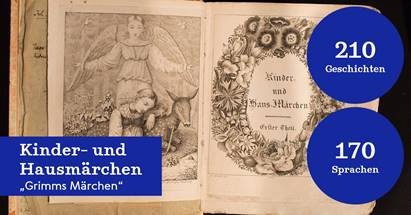 Kinder
und
Haus-Märchen
Erster Theil.
210
Geschichten
170
Sprachen
Kinder- und
Hausmärchen
„Grimms Märchen“